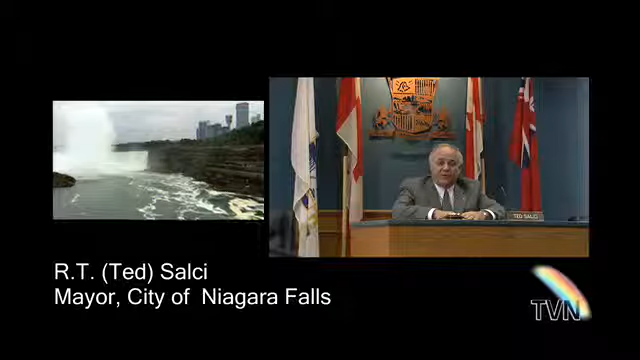 TED SALCI
R.T. (Ted) Salci
Mayor, City of Niagara Falls
TVN